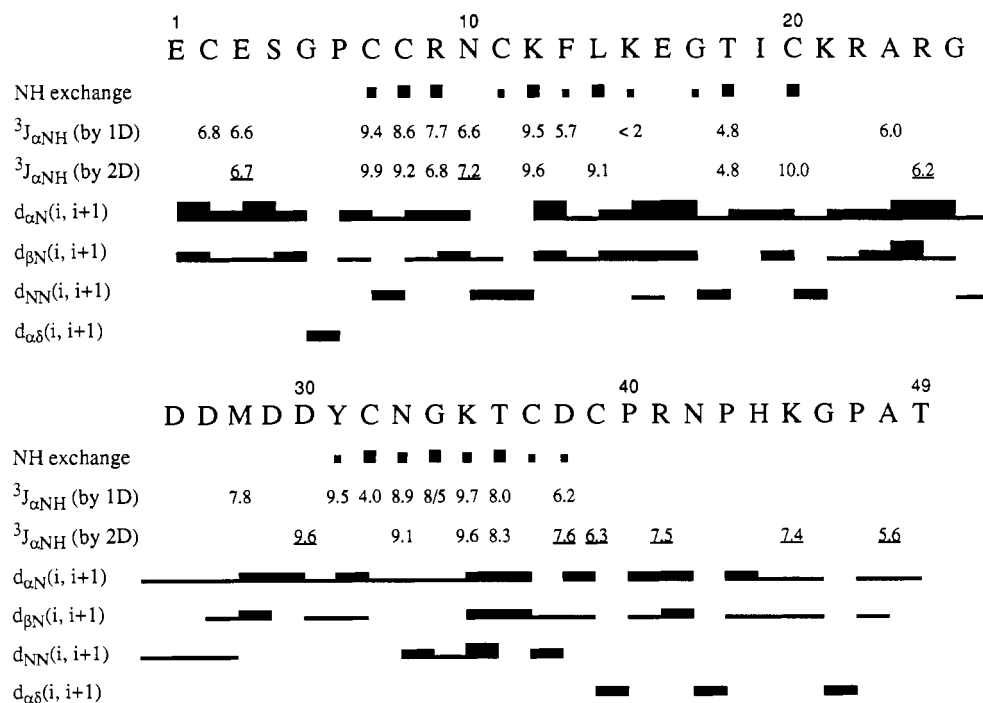 1 10 20
E C E S G P C C R N C K F L K E G T I C K R A R G
NH exchange
³JαNH (by 1D) 6.8 6.6 9.4 8.6 7.7 6.6 9.5 5.7 < 2 4.8 6.0
³JαNH (by 2D) 6.7 9.9 9.2 6.8 7.2 9.6 9.1 4.8 10.0 6.2
dαN(i, i+1)
dβN(i, i+1)
dNN(i, i+1)
dαδ(i, i+1)
30 40 49
D D M D D Y C N G K T C D C P R N P H K G P A T
NH exchange
³JαNH (by 1D) 7.8 9.5 4.0 8.9 8/5 9.7 8.0 6.2
³JαNH (by 2D) 9.6 9.1 9.6 8.3 7.6 6.3 7.5 7.4 5.6
dαN(i, i+1)
dβN(i, i+1)
dNN(i, i+1)
dαδ(i, i+1)